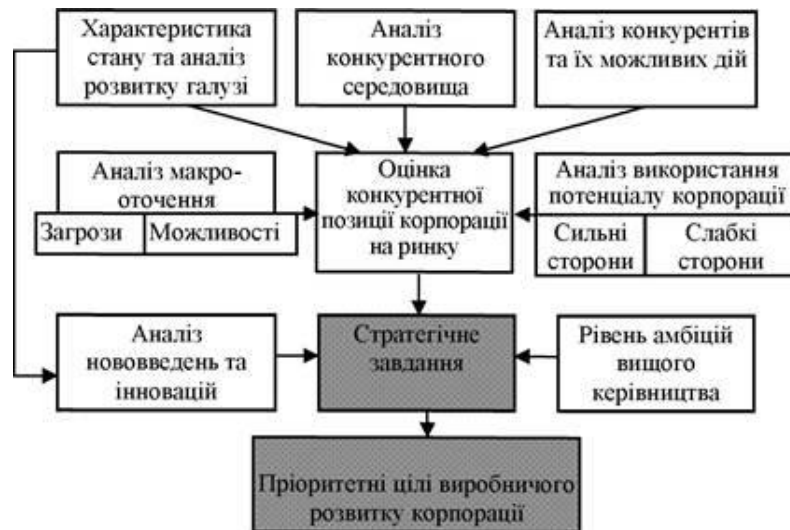 Характеристика
стану та аналіз
розвитку галузі
Аналіз
конкурентного
середовища
Аналіз конкурентів
та їх можливих дій
Аналіз макро-
оточення
Загрози
Можливості
Оцінка
конкурентної
позиції корпорації
на ринку
Аналіз використання
потенціалу корпорації
Сильні
сторони
Слабкі
сторони
Аналіз
нововведень та
інновацій
Стратегічне
завдання
Рівень амбіцій
вищого
керівництва
Пріоритетні цілі виробничого
розвитку корпорації